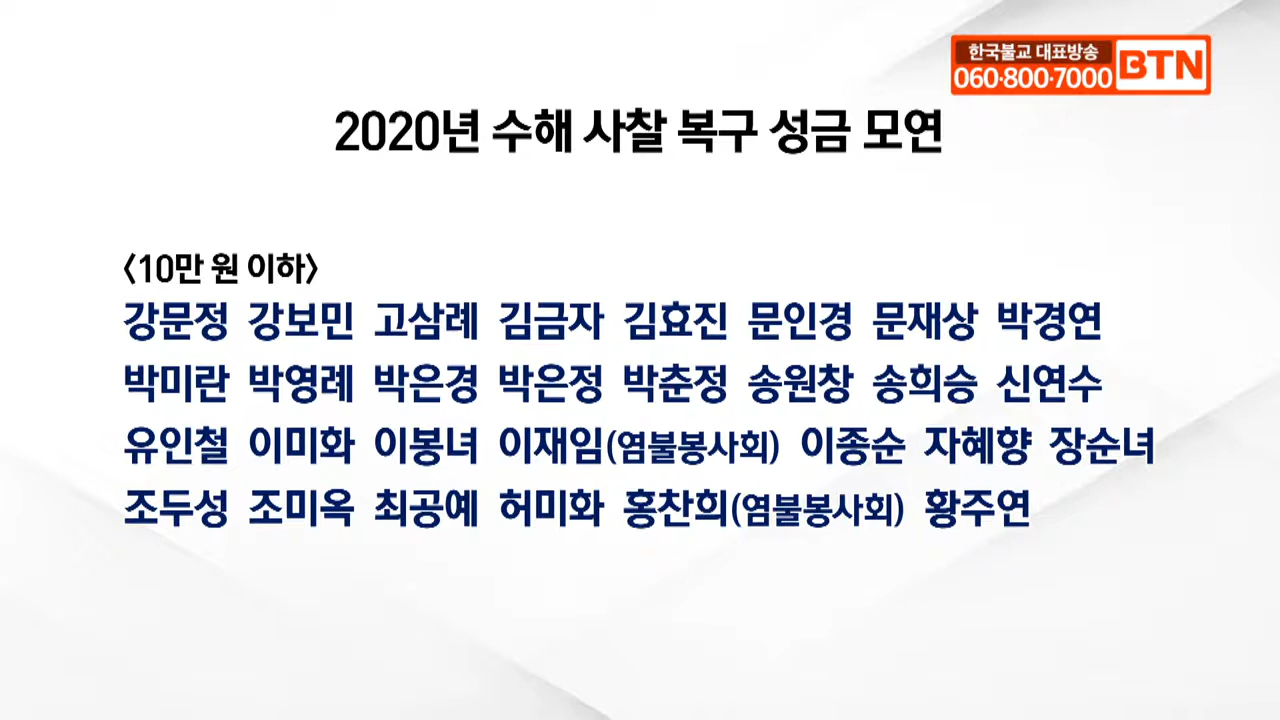 한국불교 대표방송
060·800·7000
BTN
2020년 수해 사찰 복구 성금 모연
〈10만 원 이하〉
강문정 강보민 고삼례 김금자 김효진 문인경 문재상 박경연
박미란 박영례 박은경 박은정 박춘정 송원창 송희승 신연수
유인철 이미화 이봉녀 이재임(염불봉사회) 이종순 자혜향 장순녀
조두성 조미옥 최공예 허미화 홍찬희(염불봉사회) 황주연